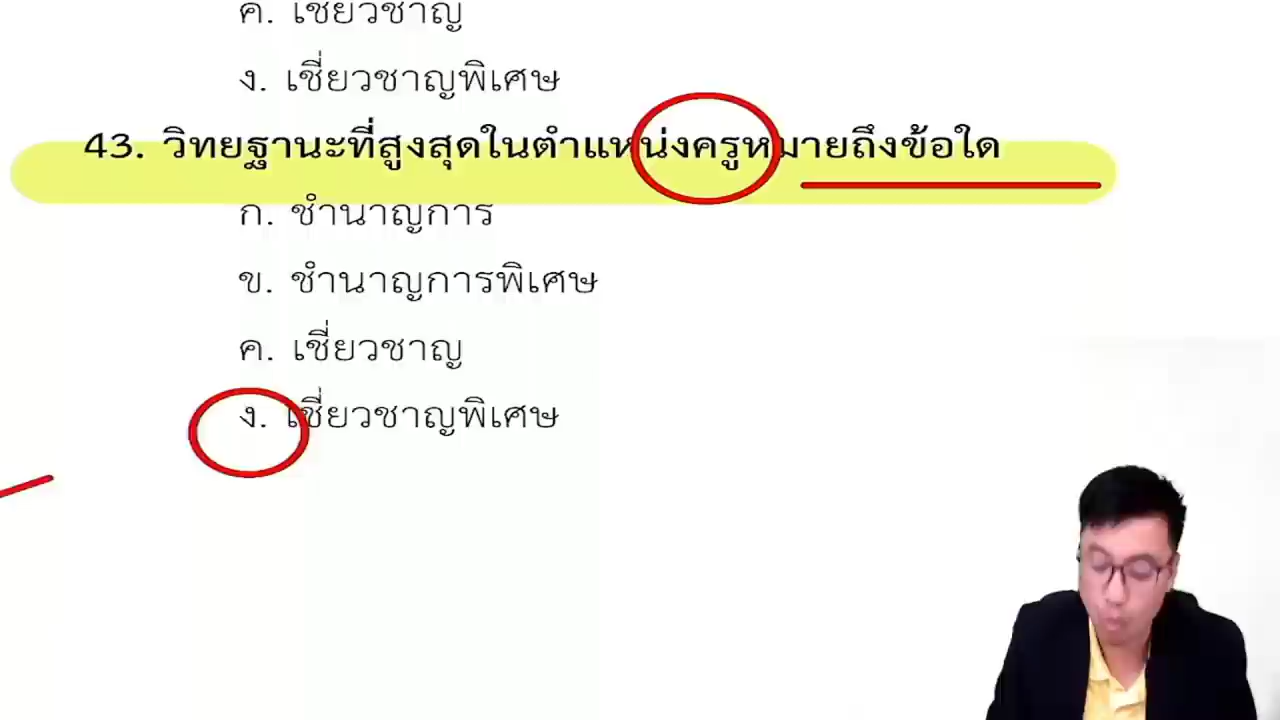 ค. เชี่ยวชาญ
ง. เชี่ยวชาญพิเศษ
43. วิทยฐานะที่สูงสุดในตำแหน่งครูหมายถึงข้อใด
ก. ชำนาญการ
ข. ชำนาญการพิเศษ
ค. เชี่ยวชาญ
ง. เชี่ยวชาญพิเศษ